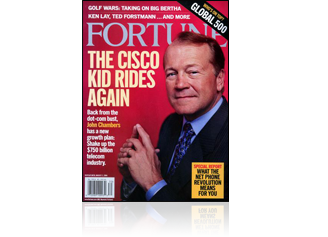 GOLF WARS: TAKING ON BIG BERTHA
KEN LAY, TED FORSTMANN ... AND MORE
GLOBAL 500
FORTUNE
THE CISCO
KID RIDES
AGAIN
Back from the
dot-com bust,
John Chambers
has a new
growth plan:
Shake up the
$750 billion
telecom
industry.
SPECIAL REPORT:
WHAT THE
NET PHONE
REVOLUTION
MEANS
FOR YOU